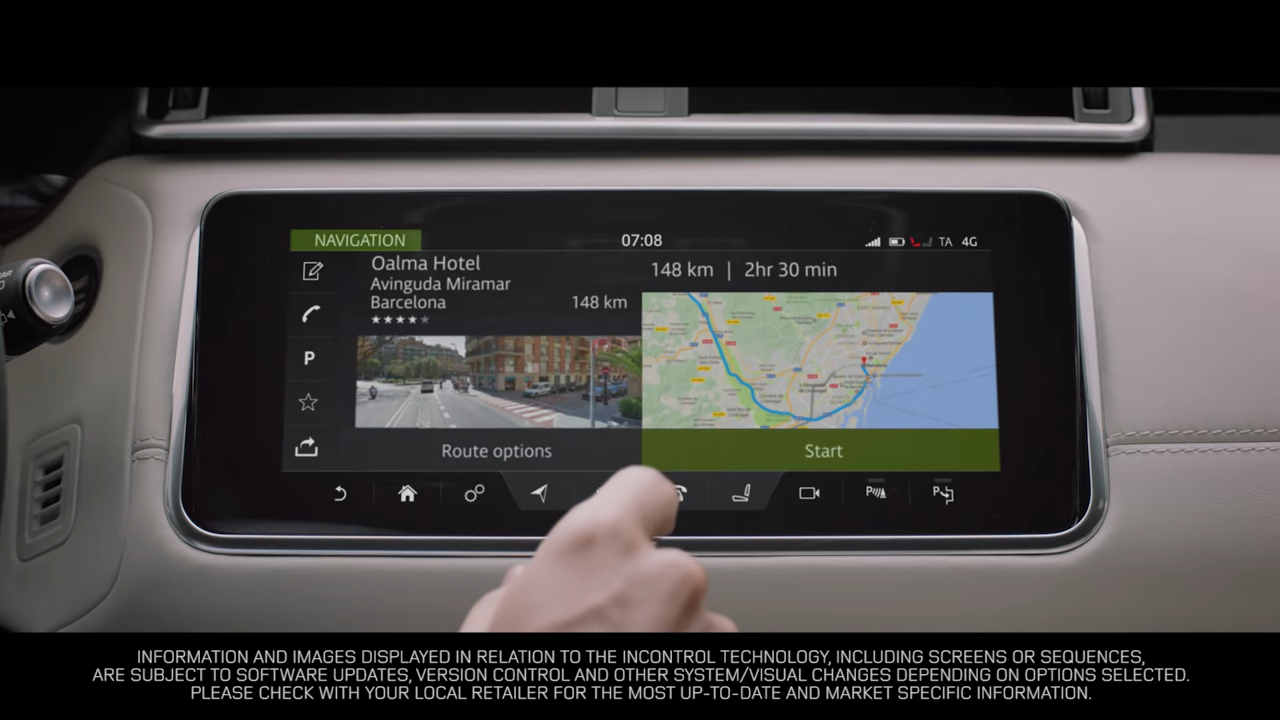 NAVIGATION
07:08
TA 4G
Oalma Hotel
Avinguda Miramar
Barcelona
148 km
148 km | 2hr 30 min
P
Route options
Start
INFORMATION AND IMAGES DISPLAYED IN RELATION TO THE INCONTROL TECHNOLOGY, INCLUDING SCREENS OR SEQUENCES,
ARE SUBJECT TO SOFTWARE UPDATES, VERSION CONTROL AND OTHER SYSTEM/VISUAL CHANGES DEPENDING ON OPTIONS SELECTED.
PLEASE CHECK WITH YOUR LOCAL RETAILER FOR THE MOST UP-TO-DATE AND MARKET SPECIFIC INFORMATION.